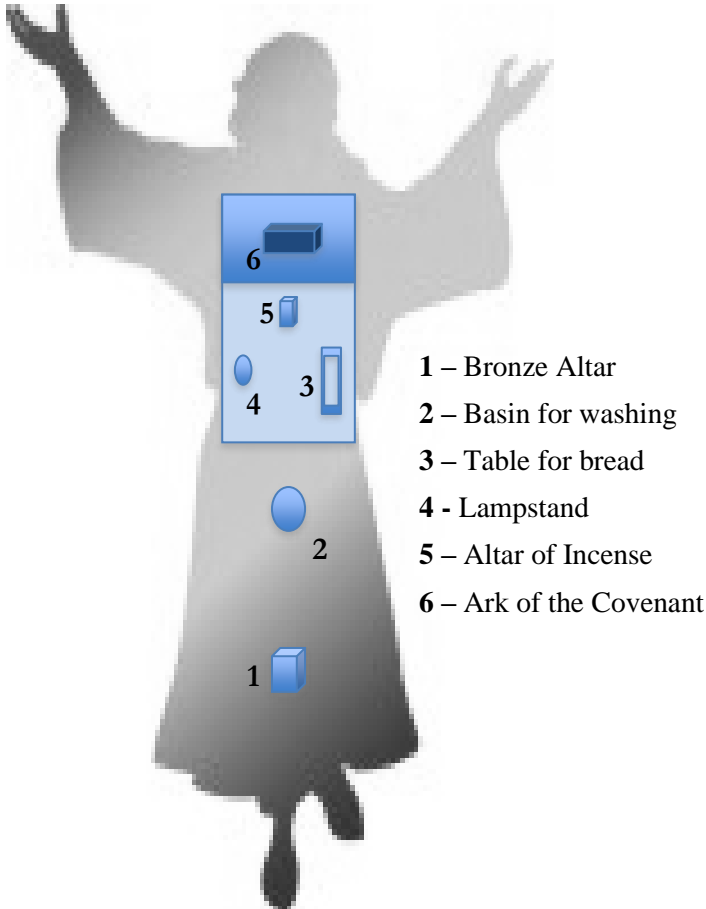 6
5
4
3
2
1
1 – Bronze Altar
2 – Basin for washing
3 – Table for bread
4 - Lampstand
5 – Altar of Incense
6 – Ark of the Covenant